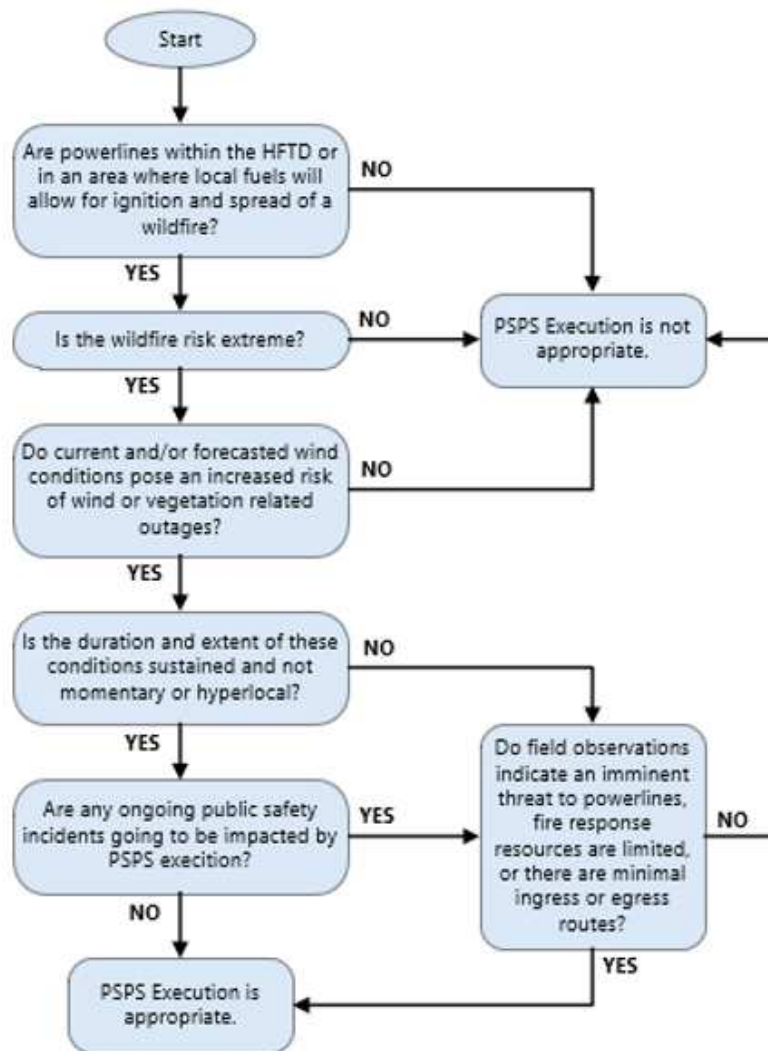 Start
Are powerlines within the HFTD or
in an area where local fuels will
allow for ignition and spread of a
wildfire?
NO
YES
Is the wildfire risk extreme?
NO
PSPS Execution is not
appropriate.
YES
Do current and/or forecasted wind
conditions pose an increased risk
of wind or vegetation related
outages?
NO
YES
Is the duration and extent of these
conditions sustained and not
momentary or hyperlocal?
NO
YES
Do field observations
indicate an imminent
threat to powerlines,
fire response
resources are limited,
or there are minimal
ingress or egress
routes?
NO
Are any ongoing public safety
incidents going to be impacted by
PSPS execition?
YES
NO
YES
PSPS Execution is
appropriate.